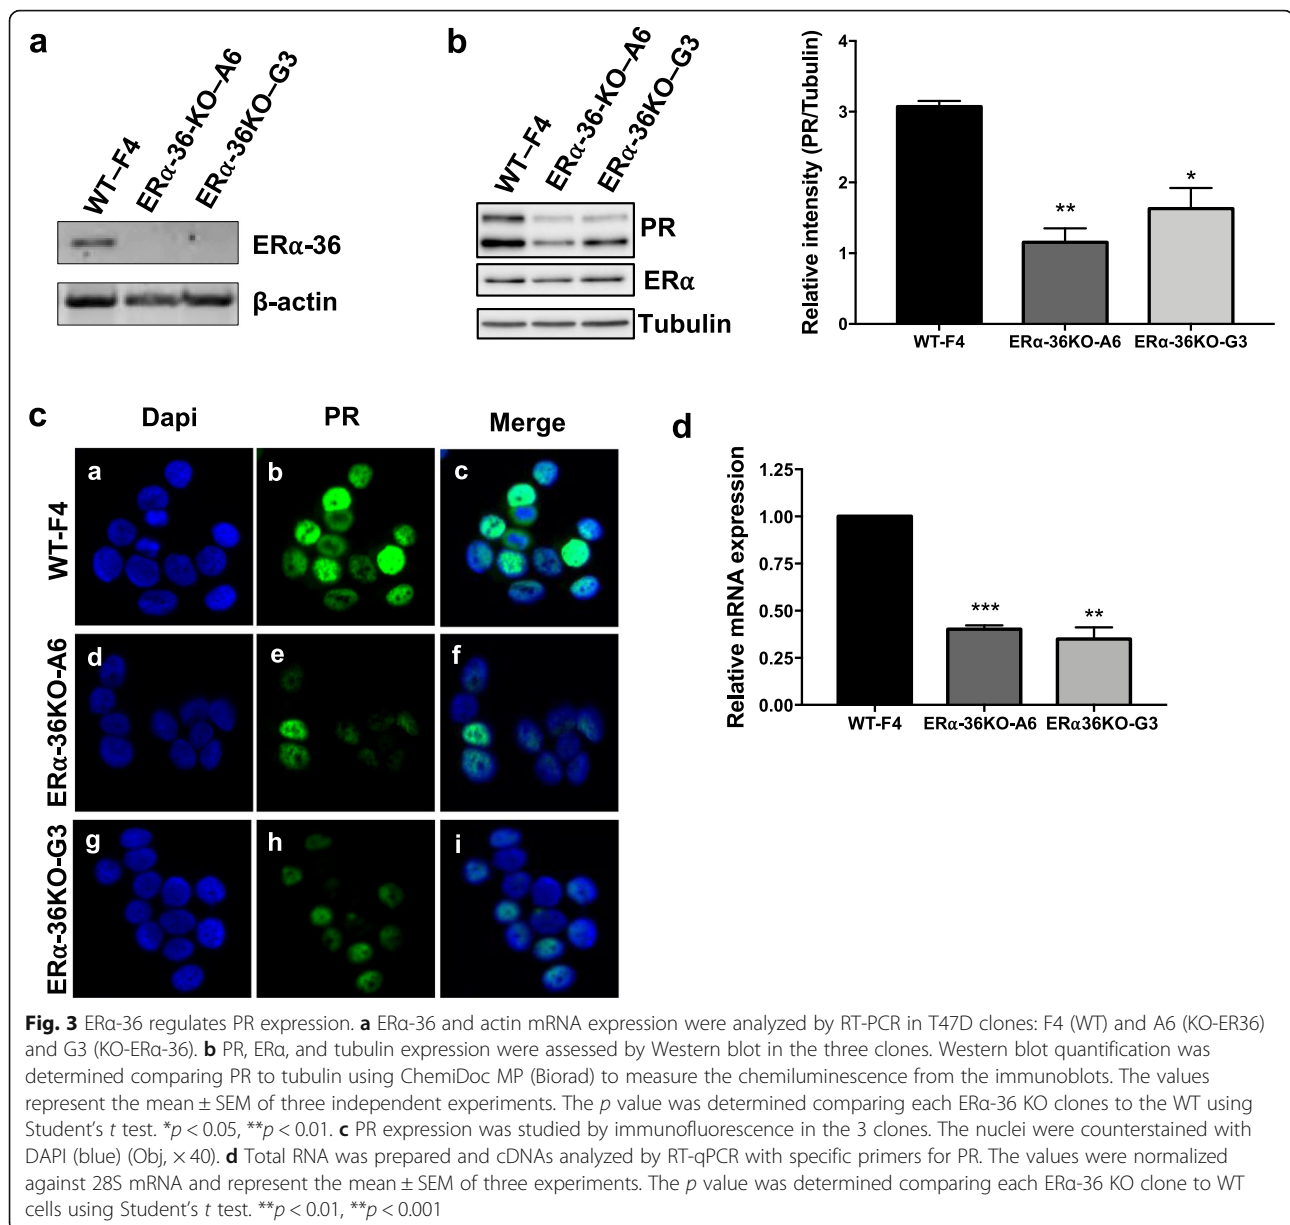 a
WT–F4
ERα-36-KO–A6
ERα-36KO–G3
ERα-36
β-actin
b
WT–F4
ERα-36-KO–A6
ERα-36KO–G3
PR
ERα
Tubulin
Relative intensity (PR/Tubulin)
4
3
2
1
0
**
*
WT-F4
ERα-36KO-A6
ERα-36KO-G3
c
Dapi
PR
Merge
WT-F4
a
b
c
ERα-36KO-A6
d
e
f
ERα-36KO-G3
g
h
i
d
Relative mRNA expression
1.25
1.00
0.75
0.50
0.25
0.00
***
**
WT-F4
ERα-36KO-A6
ERα36KO-G3
Fig. 3 ERα-36 regulates PR expression. a ERα-36 and actin mRNA expression were analyzed by RT-PCR in T47D clones: F4 (WT) and A6 (KO-ER36)
and G3 (KO-ERα-36). b PR, ERα, and tubulin expression were assessed by Western blot in the three clones. Western blot quantification was
determined comparing PR to tubulin using ChemiDoc MP (Biorad) to measure the chemiluminescence from the immunoblots. The values
represent the mean ± SEM of three independent experiments. The p value was determined comparing each ERα-36 KO clones to the WT using
Student's t test. *p < 0.05, **p < 0.01. c PR expression was studied by immunofluorescence in the 3 clones. The nuclei were counterstained with
DAPI (blue) (Obj, × 40). d Total RNA was prepared and cDNAs analyzed by RT-qPCR with specific primers for PR. The values were normalized
against 28S mRNA and represent the mean ± SEM of three experiments. The p value was determined comparing each ERα-36 KO clone to WT
cells using Student's t test. **p < 0.01, **p < 0.001